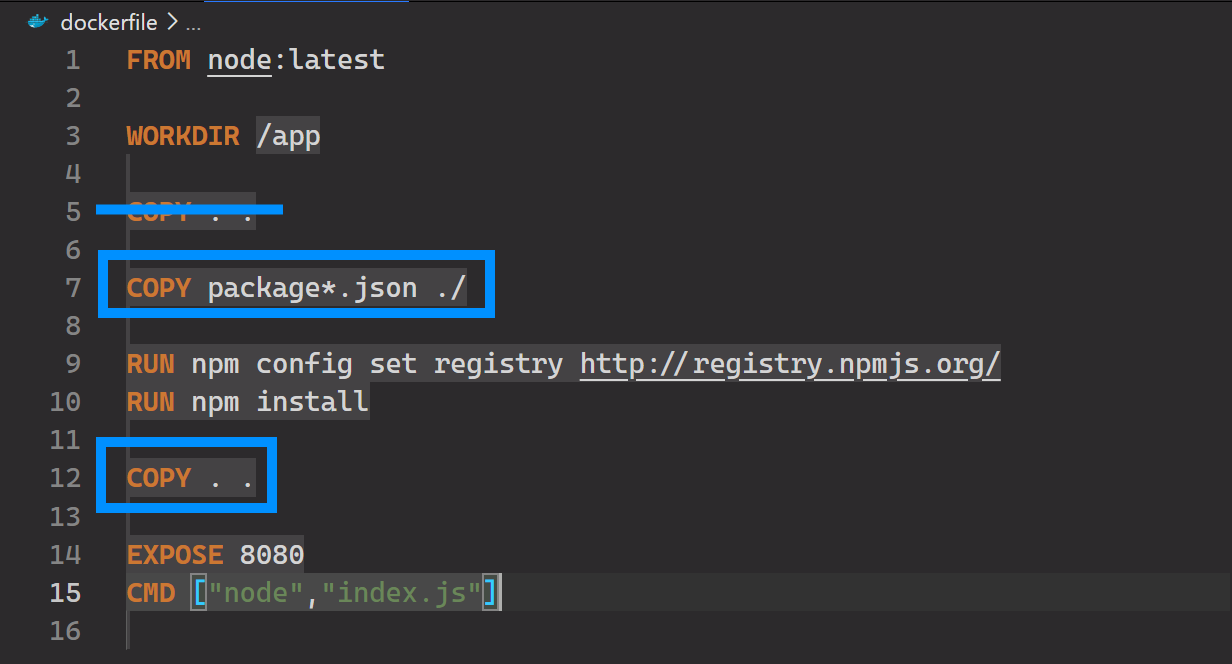 dockerfile > ...
1 FROM node:latest
2
3 WORKDIR /app
4
5 COPY . .
6
7 COPY package*.json ./
8
9 RUN npm config set registry http://registry.npmjs.org/
10 RUN npm install
11
12 COPY . .
13
14 EXPOSE 8080
15 CMD ["node","index.js"]
16